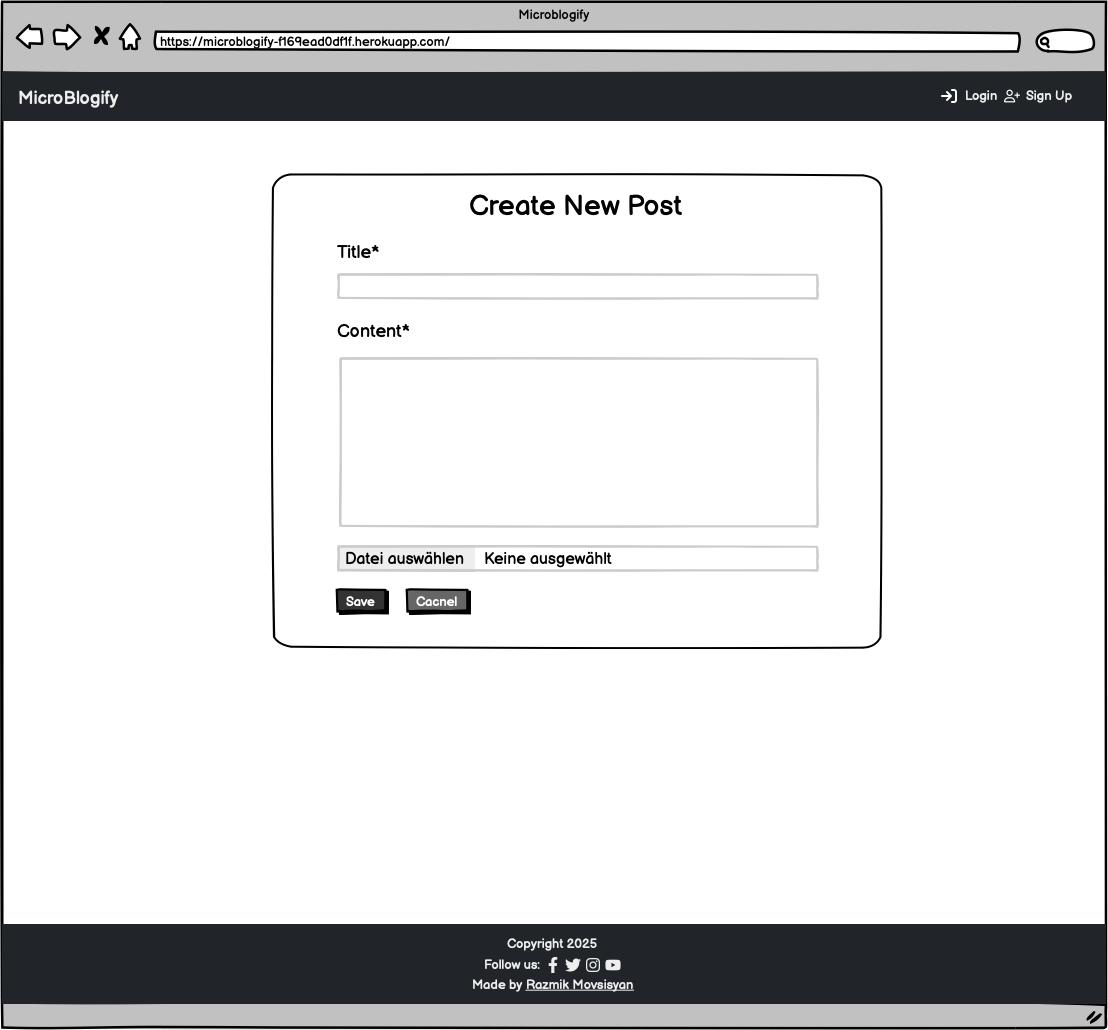 Microblogify
https://microblogify-f169ead0df1f.herokuapp.com/
MicroBlogify
Login Sign Up
Create New Post
Title*
Content*
Datei auswählen Keine ausgewählt
Save Cacnel
Copyright 2025
Follow us:
Made by Razmik Movsisyan